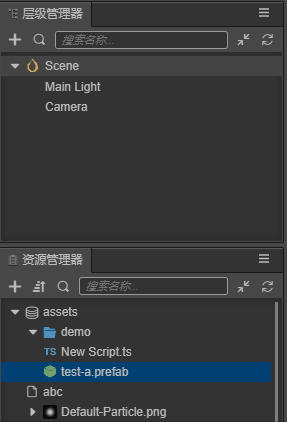 层级管理器
搜索名称...
Scene
Main Light
Camera
资源管理器
搜索名称...
assets
demo
TS New Script.ts
test-a.prefab
abc
Default-Particle.png